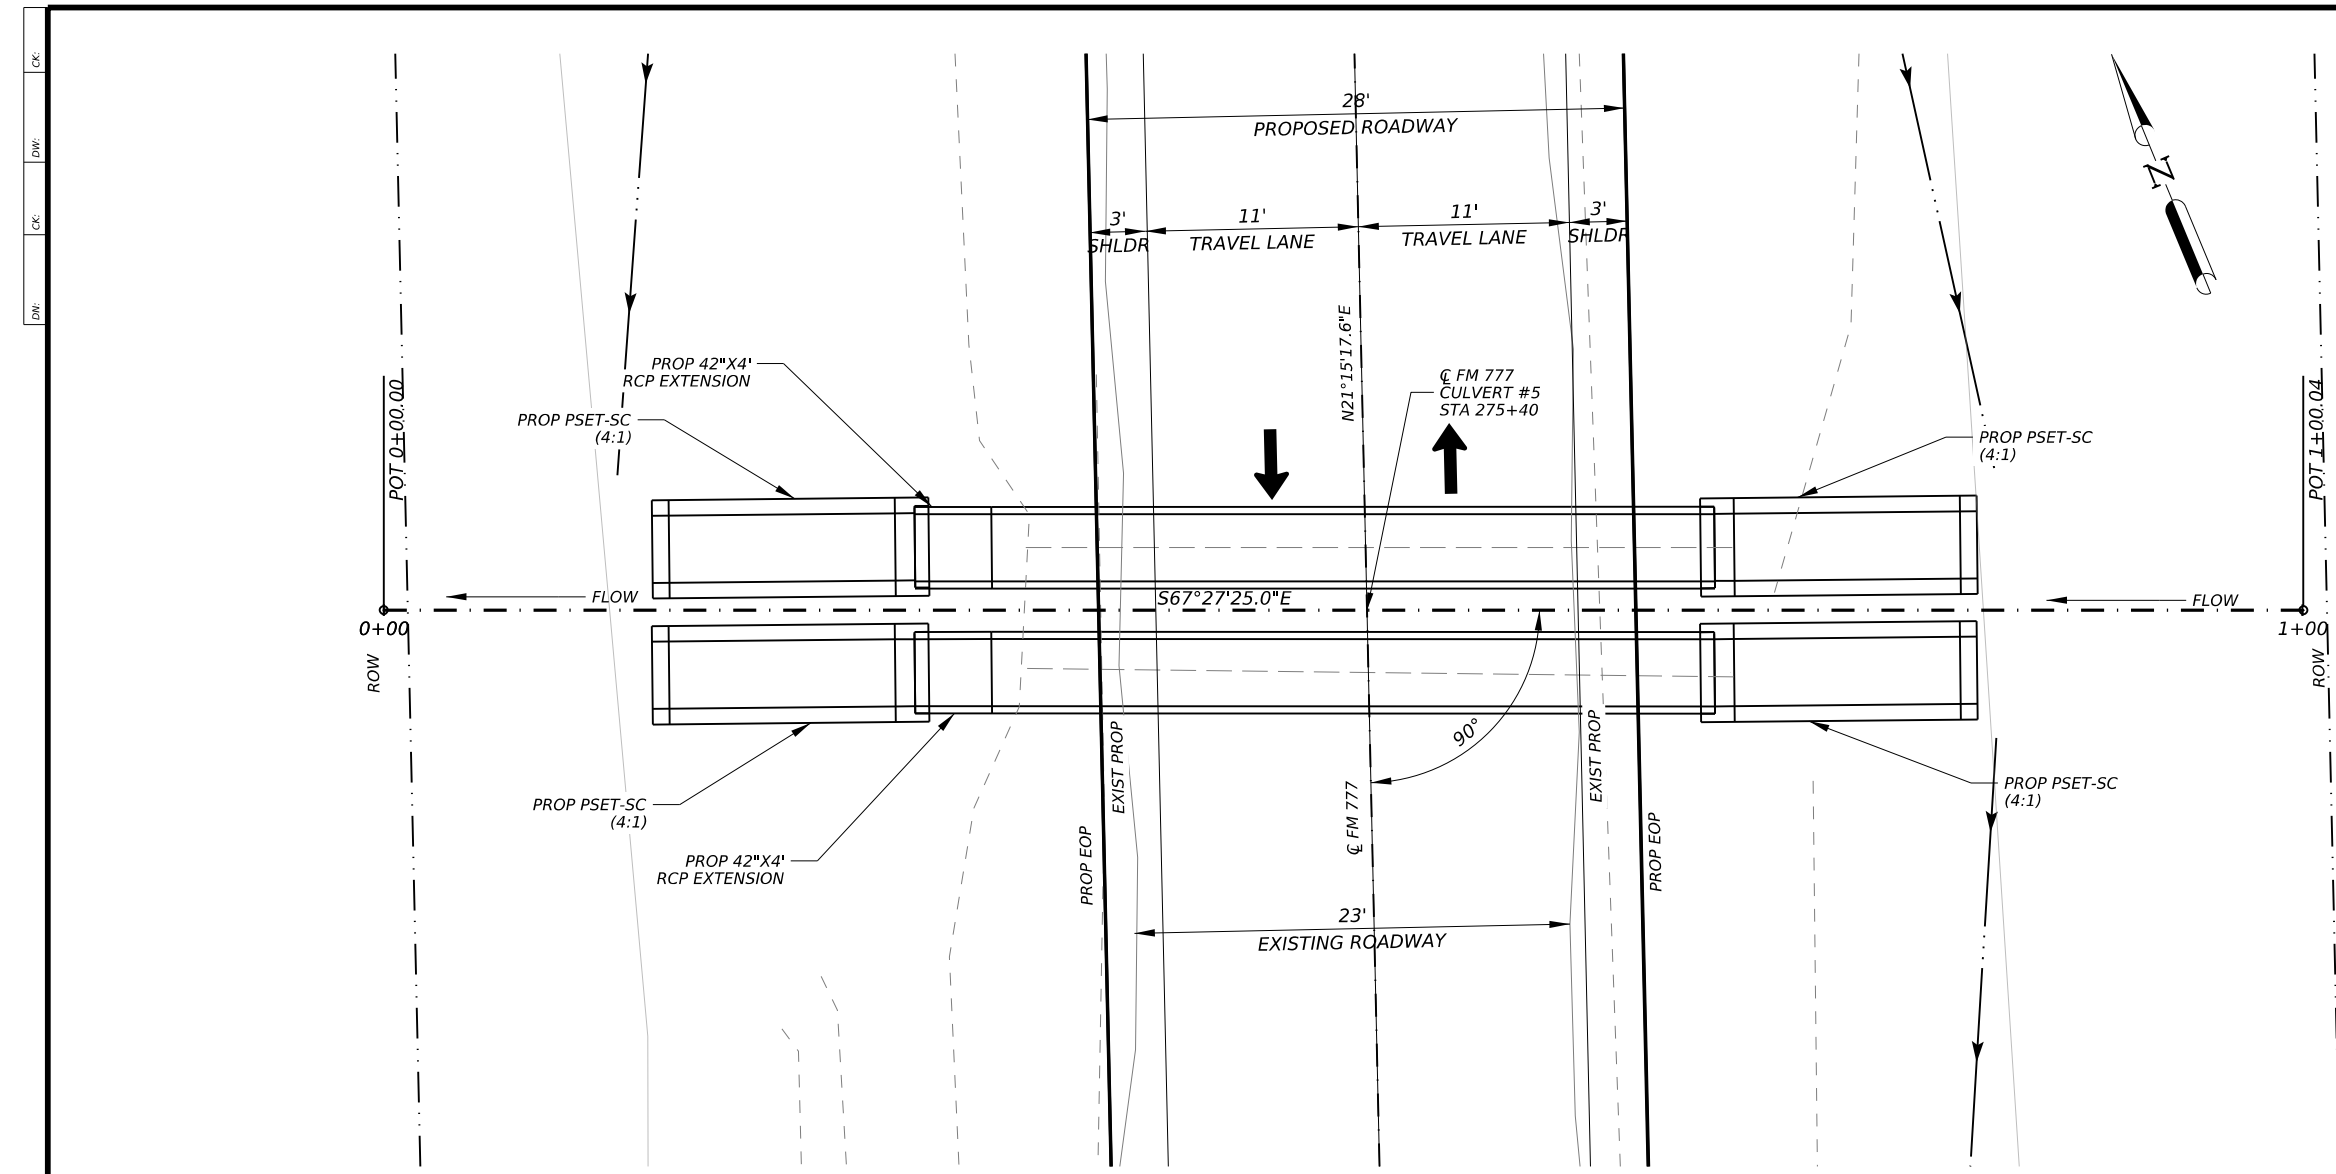 CK:
DW:
CK:
DN:
28'
PROPOSED ROADWAY
3'
SHLDR
11'
TRAVEL LANE
11'
TRAVEL LANE
3'
SHLDR
N
N21°15'17.6"E
PROP 42"X4'
RCP EXTENSION
PROP PSET-SC
(4:1)
℄ FM 777
CULVERT #5
STA 275+40
PROP PSET-SC
(4:1)
POT 0+00.00
POT 1+00.04
FLOW
S67°27'25.0"E
FLOW
0+00
1+00
ROW
ROW
90°
EXIST PROP
EXIST PROP
PROP PSET-SC
(4:1)
PROP PSET-SC
(4:1)
℄ FM 777
PROP 42"X4'
RCP EXTENSION
PROP EOP
PROP EOP
23'
EXISTING ROADWAY